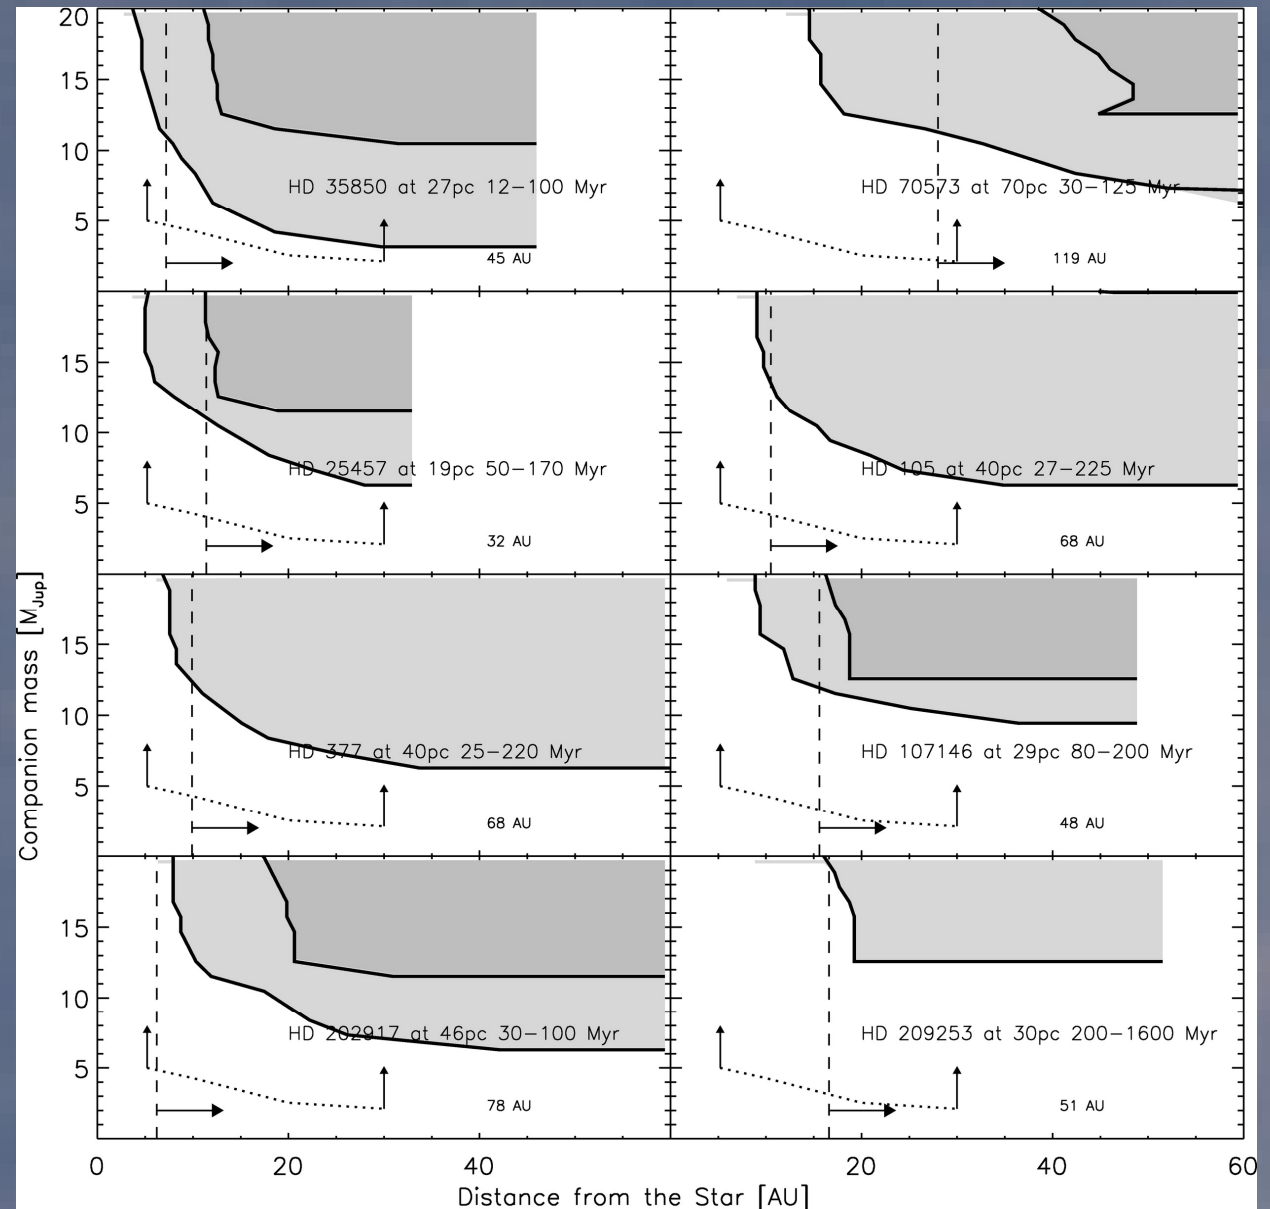 20
15
10
5
HD 35850 at 27pc 12−100 Myr
45 AU
HD 70573 at 70pc 30−125 Myr
119 AU
15
10
5
HD 25457 at 19pc 50−170 Myr
32 AU
HD 105 at 40pc 27−225 Myr
68 AU
Companion mass [MJup]
15
10
5
HD 377 at 40pc 25−220 Myr
68 AU
HD 107146 at 29pc 80−200 Myr
48 AU
15
10
5
HD 202917 at 46pc 30−100 Myr
78 AU
HD 209253 at 30pc 200−1600 Myr
51 AU
0 20 40 20 40 60
Distance from the Star [AU]